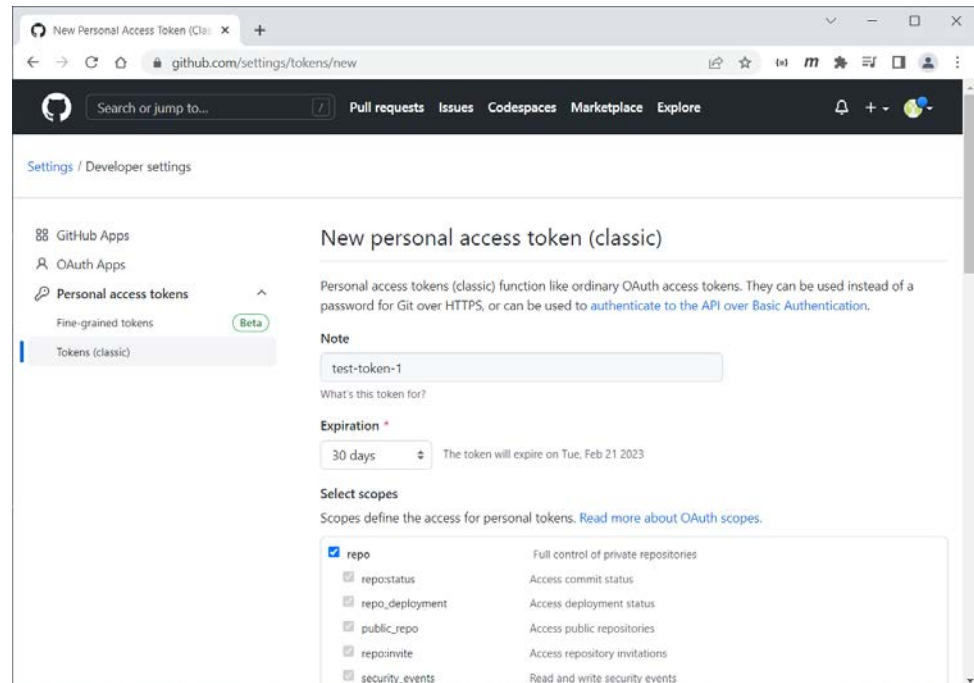 New Personal Access Token (Clas
github.com/settings/tokens/new
Search or jump to...
/
Pull requests Issues Codespaces Marketplace Explore
Settings / Developer settings
GitHub Apps
OAuth Apps
Personal access tokens
Fine-grained tokens Beta
Tokens (classic)
New personal access token (classic)
Personal access tokens (classic) function like ordinary OAuth access tokens. They can be used instead of a
password for Git over HTTPS, or can be used to authenticate to the API over Basic Authentication.
Note
test-token-1
What's this token for?
Expiration *
30 days The token will expire on Tue, Feb 21 2023
Select scopes
Scopes define the access for personal tokens. Read more about OAuth scopes.
repo Full control of private repositories
repo:status Access commit status
repo_deployment Access deployment status
public_repo Access public repositories
repo:invite Access repository invitations
security_events Read and write security events